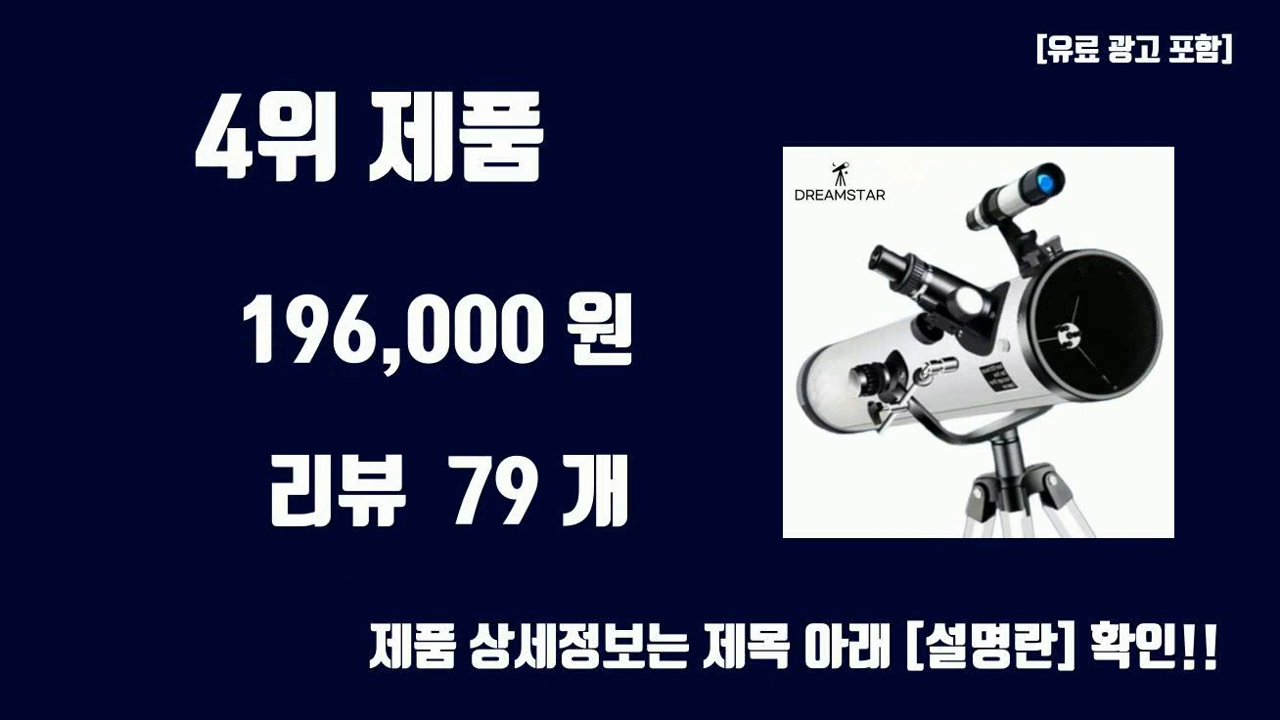 [유료 광고 포함]
4위 제품
DREAMSTAR
196,000 원
리뷰 79 개
제품 상세정보는 제목 아래 [설명란] 확인!!